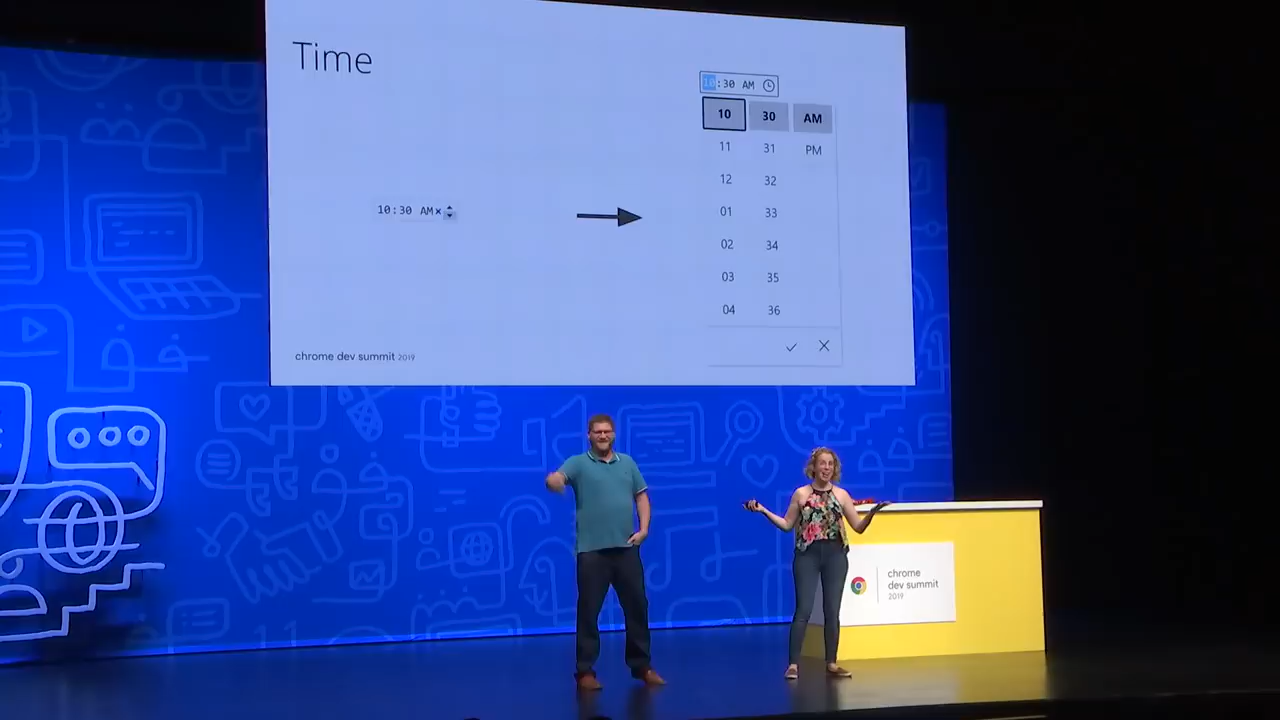 Time
10:30 AM
10 30 AM
11 31 PM
12 32
01 33
02 34
03 35
04 36
10:30 AM×
chrome dev summit 2019
chrome
dev summit
2019